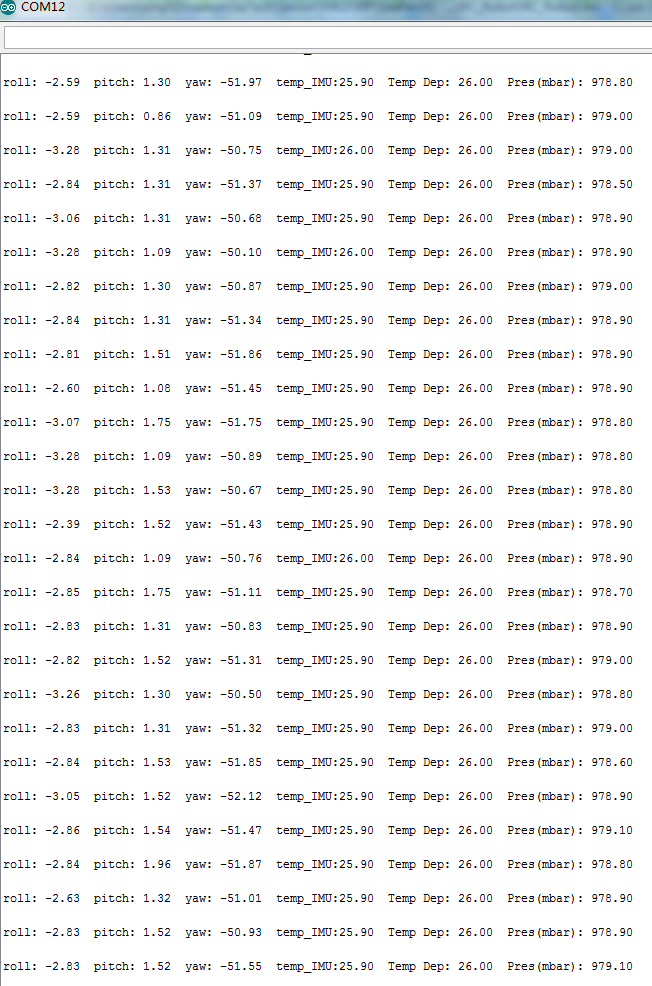 COM12
roll: -2.59 pitch: 1.30 yaw: -51.97 temp_IMU:25.90 Temp Dep: 26.00 Pres(mbar): 978.80
roll: -2.59 pitch: 0.86 yaw: -51.09 temp_IMU:25.90 Temp Dep: 26.00 Pres(mbar): 979.00
roll: -3.28 pitch: 1.31 yaw: -50.75 temp_IMU:26.00 Temp Dep: 26.00 Pres(mbar): 979.00
roll: -2.84 pitch: 1.31 yaw: -51.37 temp_IMU:25.90 Temp Dep: 26.00 Pres(mbar): 978.50
roll: -3.06 pitch: 1.31 yaw: -50.68 temp_IMU:25.90 Temp Dep: 26.00 Pres(mbar): 978.90
roll: -3.28 pitch: 1.09 yaw: -50.10 temp_IMU:26.00 Temp Dep: 26.00 Pres(mbar): 978.90
roll: -2.82 pitch: 1.30 yaw: -50.87 temp_IMU:25.90 Temp Dep: 26.00 Pres(mbar): 979.00
roll: -2.84 pitch: 1.31 yaw: -51.34 temp_IMU:25.90 Temp Dep: 26.00 Pres(mbar): 978.90
roll: -2.81 pitch: 1.51 yaw: -51.86 temp_IMU:25.90 Temp Dep: 26.00 Pres(mbar): 978.90
roll: -2.60 pitch: 1.08 yaw: -51.45 temp_IMU:25.90 Temp Dep: 26.00 Pres(mbar): 978.90
roll: -3.07 pitch: 1.75 yaw: -51.75 temp_IMU:25.90 Temp Dep: 26.00 Pres(mbar): 978.80
roll: -3.28 pitch: 1.09 yaw: -50.89 temp_IMU:25.90 Temp Dep: 26.00 Pres(mbar): 978.80
roll: -3.28 pitch: 1.53 yaw: -50.67 temp_IMU:25.90 Temp Dep: 26.00 Pres(mbar): 978.80
roll: -2.39 pitch: 1.52 yaw: -51.43 temp_IMU:25.90 Temp Dep: 26.00 Pres(mbar): 978.90
roll: -2.84 pitch: 1.09 yaw: -50.76 temp_IMU:26.00 Temp Dep: 26.00 Pres(mbar): 978.90
roll: -2.85 pitch: 1.75 yaw: -51.11 temp_IMU:25.90 Temp Dep: 26.00 Pres(mbar): 978.70
roll: -2.83 pitch: 1.31 yaw: -50.83 temp_IMU:25.90 Temp Dep: 26.00 Pres(mbar): 978.90
roll: -2.82 pitch: 1.52 yaw: -51.31 temp_IMU:25.90 Temp Dep: 26.00 Pres(mbar): 979.00
roll: -3.26 pitch: 1.30 yaw: -50.50 temp_IMU:25.90 Temp Dep: 26.00 Pres(mbar): 978.80
roll: -2.83 pitch: 1.31 yaw: -51.32 temp_IMU:25.90 Temp Dep: 26.00 Pres(mbar): 979.00
roll: -2.84 pitch: 1.53 yaw: -51.85 temp_IMU:25.90 Temp Dep: 26.00 Pres(mbar): 978.60
roll: -3.05 pitch: 1.52 yaw: -52.12 temp_IMU:25.90 Temp Dep: 26.00 Pres(mbar): 978.90
roll: -2.86 pitch: 1.54 yaw: -51.47 temp_IMU:25.90 Temp Dep: 26.00 Pres(mbar): 979.10
roll: -2.84 pitch: 1.96 yaw: -51.87 temp_IMU:25.90 Temp Dep: 26.00 Pres(mbar): 978.80
roll: -2.63 pitch: 1.32 yaw: -51.01 temp_IMU:25.90 Temp Dep: 26.00 Pres(mbar): 978.90
roll: -2.83 pitch: 1.52 yaw: -50.93 temp_IMU:25.90 Temp Dep: 26.00 Pres(mbar): 978.90
roll: -2.83 pitch: 1.52 yaw: -51.55 temp_IMU:25.90 Temp Dep: 26.00 Pres(mbar): 979.10